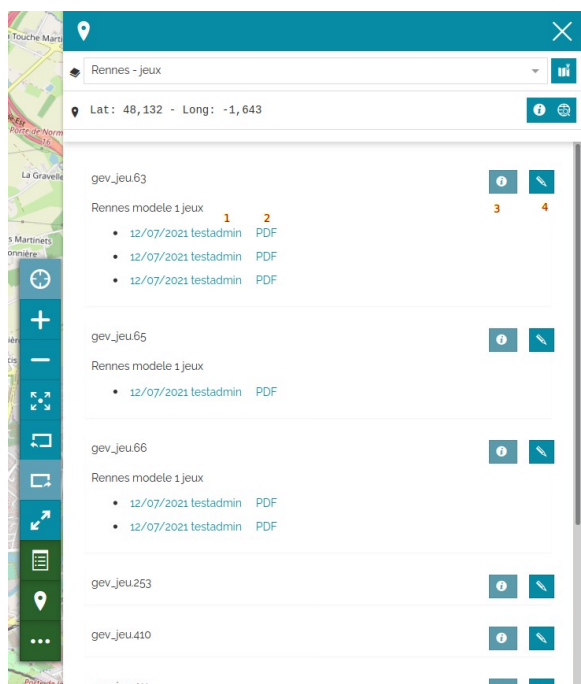 Touche Marti
Rennes - jeux
Lat: 48,132 - Long: -1,643
Porte de Norm
16
La Gravelle
gev_jeu.63
3 4
Rennes modele 1 jeux
1 2
12/07/2021 testadmin PDF
s Martinets
12/07/2021 testadmin PDF
onnière
12/07/2021 testadmin PDF
gev_jeu.65
Rennes modele 1 jeux
12/07/2021 testadmin PDF
gev_jeu.66
Rennes modele 1 jeux
12/07/2021 testadmin PDF
12/07/2021 testadmin PDF
gev_jeu.253
gev_jeu.410